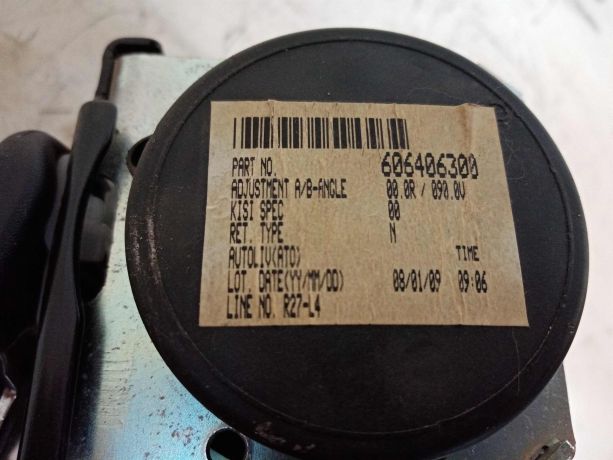 PART NO. 606406300
ADJUSTMENT A/B-ANGLE 00.0R / 090.0V
KISI SPEC 00
RET. TYPE N
AUTOLIV(ATO) TIME
LOT. DATE(YY/MM/DD) 08/01/09 09:06
LINE NO. R27-L4